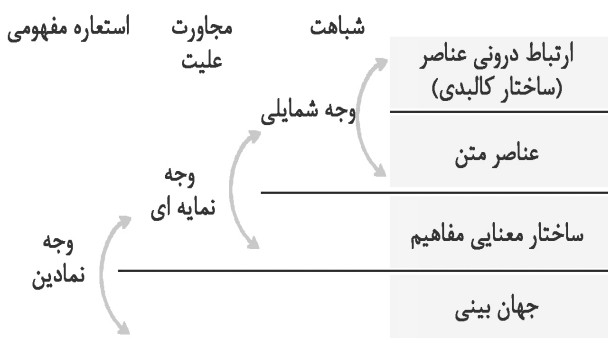 شباهت
مجاورت
علیت
استعاره مفهومی
ارتباط درونی عناصر
(ساختار کالبدی)
وجه شمایلی
عناصر متن
وجه
نمایه ای
ساختار معنایی مفاهیم
وجه
نمادین
جهان بینی